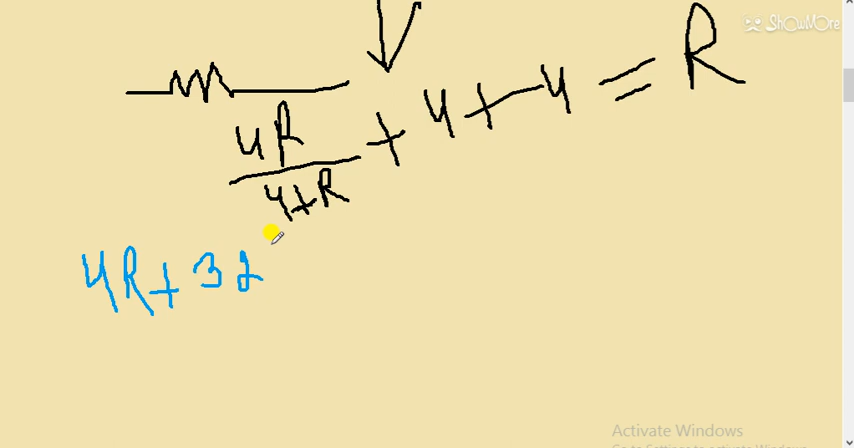 ShowMore
4R/4+R + 4 + 4 = R
4R + 32
Activate Windows